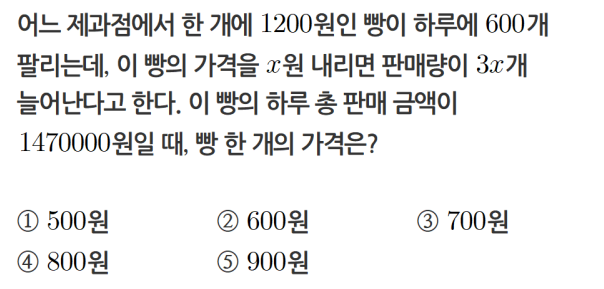 어느 제과점에서 한 개에 1200원인 빵이 하루에 600개
팔리는데, 이 빵의 가격을 x원 내리면 판매량이 3x개
늘어난다고 한다. 이 빵의 하루 총 판매 금액이
1470000원일 때, 빵 한 개의 가격은?
① 500원 ② 600원 ③ 700원
④ 800원 ⑤ 900원